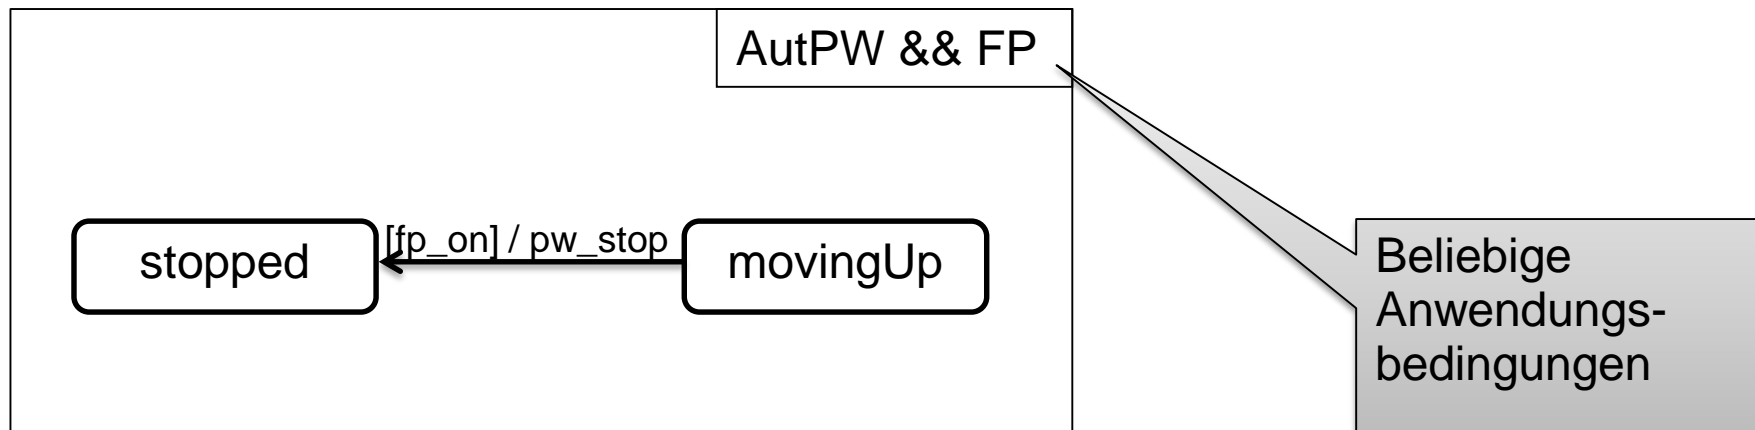 AutPW && FP
[fp_on] / pw_stop
stopped
movingUp
Beliebige
Anwendungs-
bedingungen